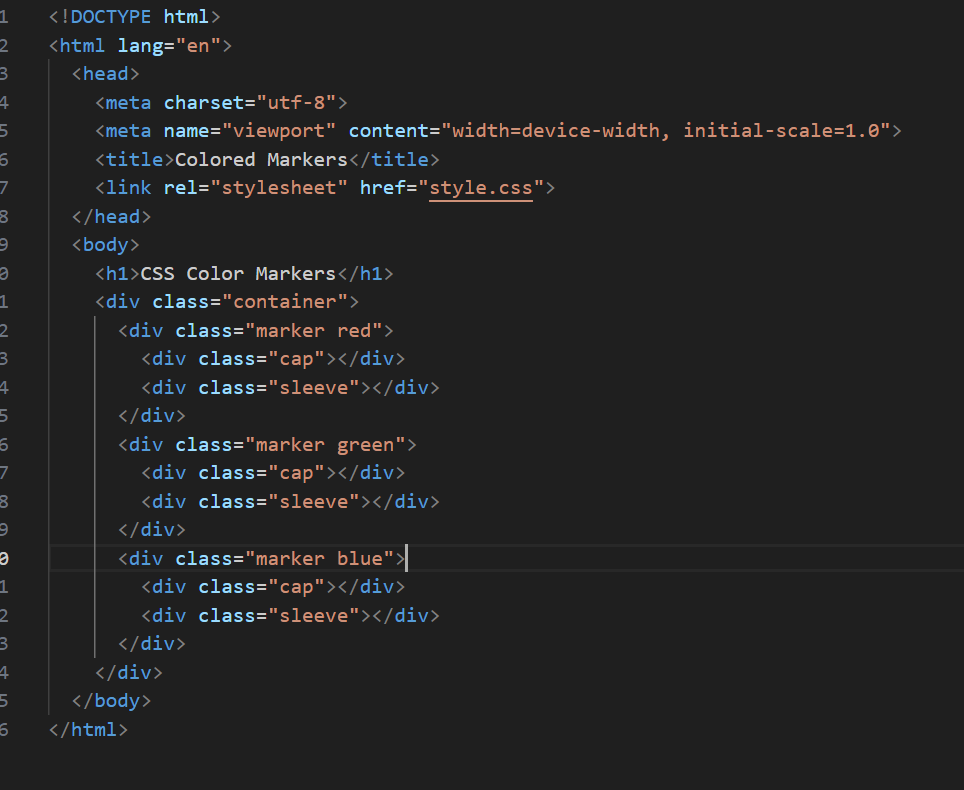 1 <!DOCTYPE html>
2 <html lang="en">
3 <head>
4 <meta charset="utf-8">
5 <meta name="viewport" content="width=device-width, initial-scale=1.0">
6 <title>Colored Markers</title>
7 <link rel="stylesheet" href="style.css">
8 </head>
9 <body>
0 <h1>CSS Color Markers</h1>
1 <div class="container">
2 <div class="marker red">
3 <div class="cap"></div>
4 <div class="sleeve"></div>
5 </div>
6 <div class="marker green">
7 <div class="cap"></div>
8 <div class="sleeve"></div>
9 </div>
0 <div class="marker blue">
1 <div class="cap"></div>
2 <div class="sleeve"></div>
3 </div>
4 </div>
5 </body>
6 </html>